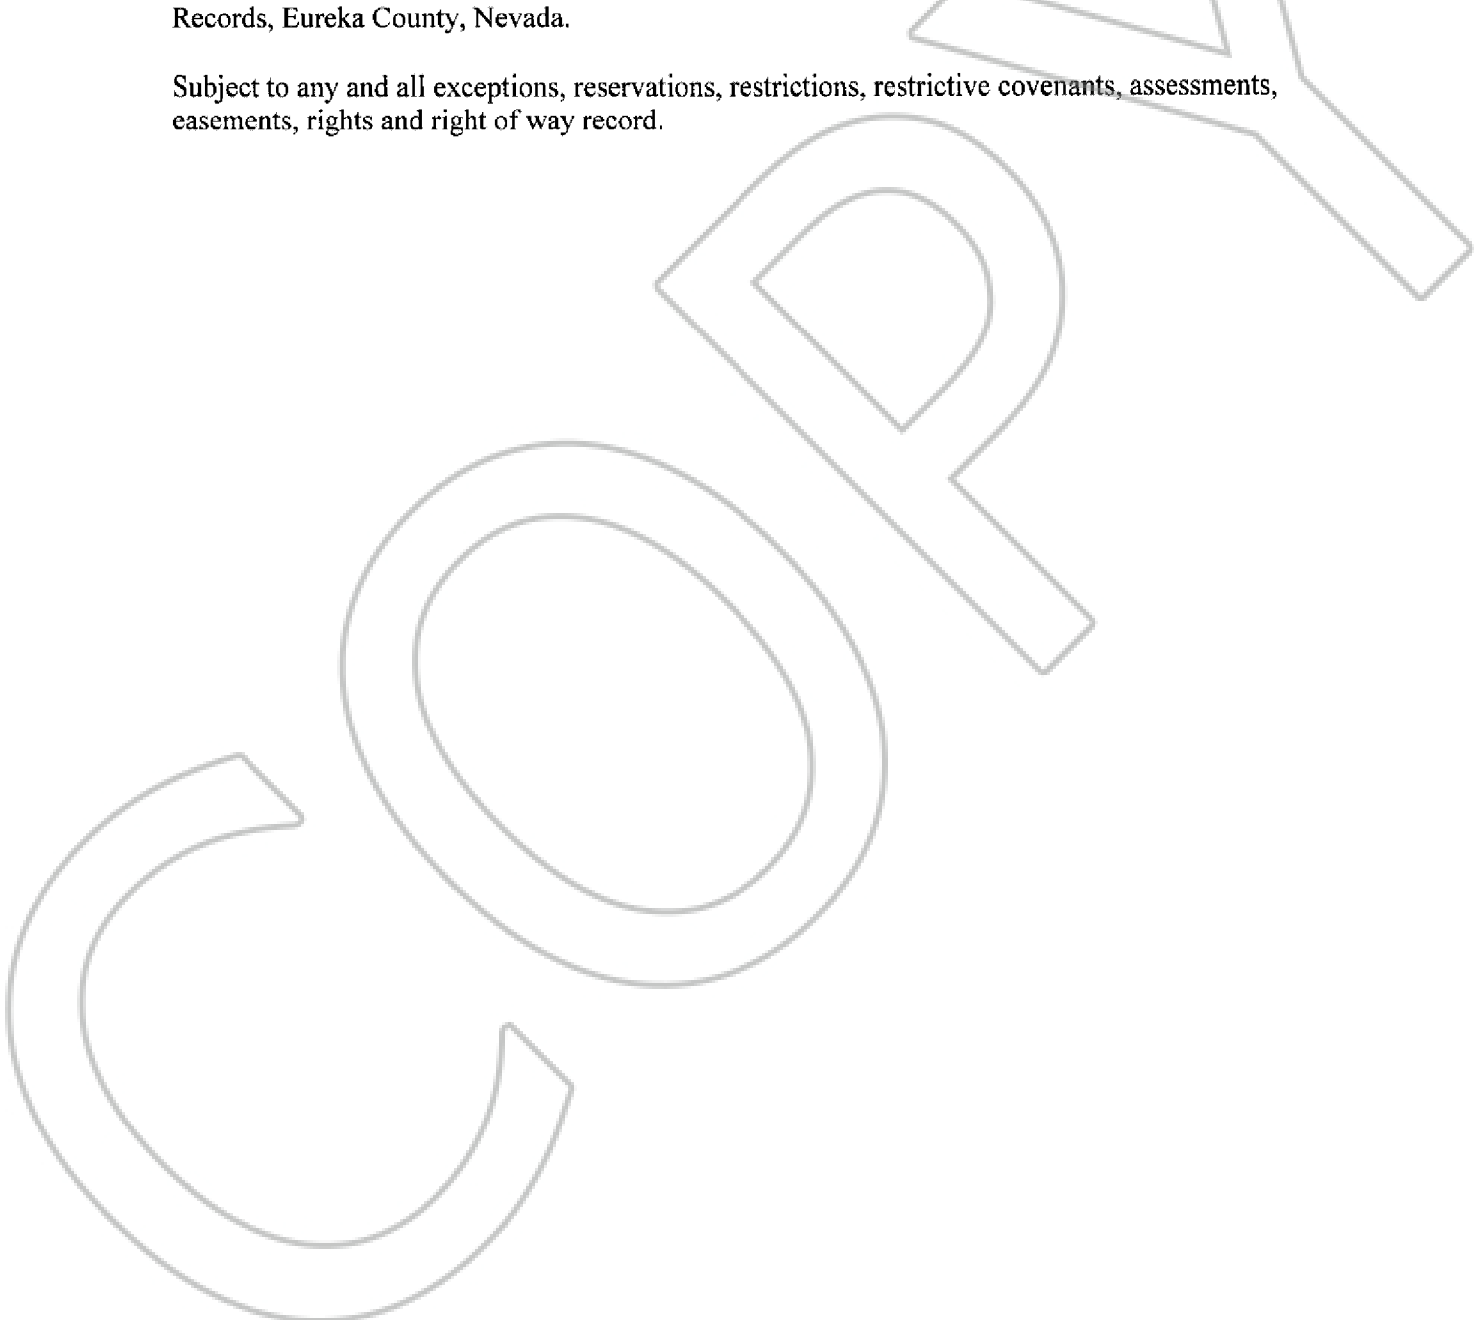 Records, Eureka County, Nevada.
Subject to any and all exceptions, reservations, restrictions, restrictive covenants, assessments,
easements, rights and right of way record.
COPY